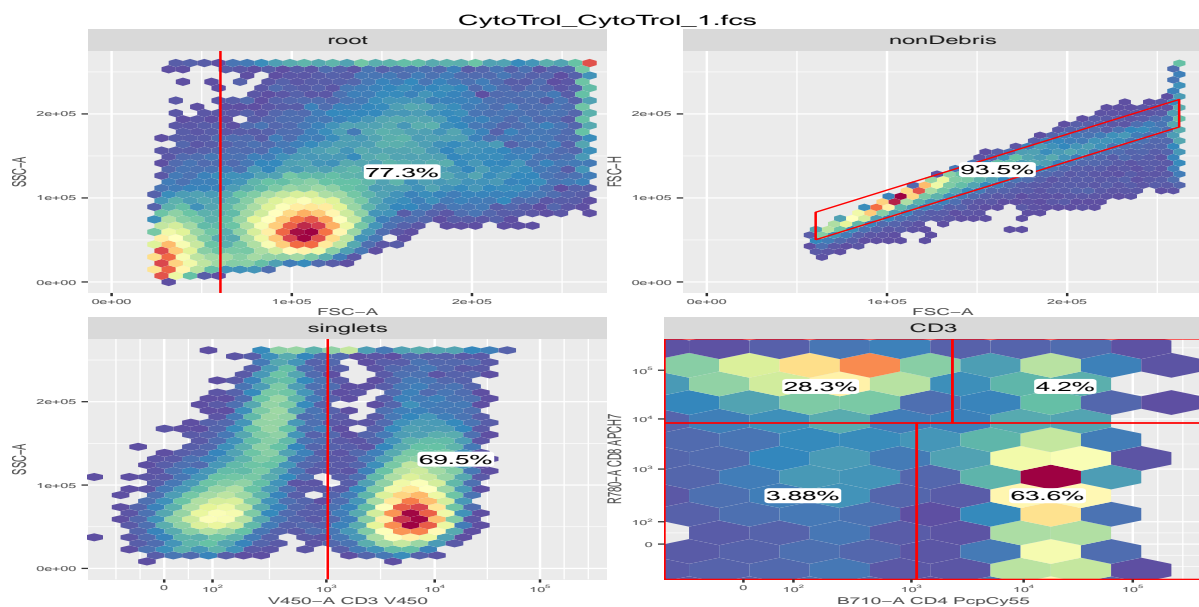 CytoTrol_CytoTrol_1.fcs
root
nonDebris
2e+05
1e+05
0e+00
SSC−A
77.3%
0e+00
1e+05
2e+05
FSC−A
2e+05
1e+05
0e+00
FSC−H
93.5%
0e+00
1e+05
2e+05
FSC−A
singlets
CD3
2e+05
1e+05
0e+00
SSC−A
69.5%
0
10²
10³
10⁴
10⁵
V450−A CD3 V450
10⁵
10⁴
10³
10²
0
R780−A CD8 APCH7
28.3%
4.2%
3.88%
63.6%
0
10²
10³
10⁴
10⁵
B710−A CD4 PcpCy55